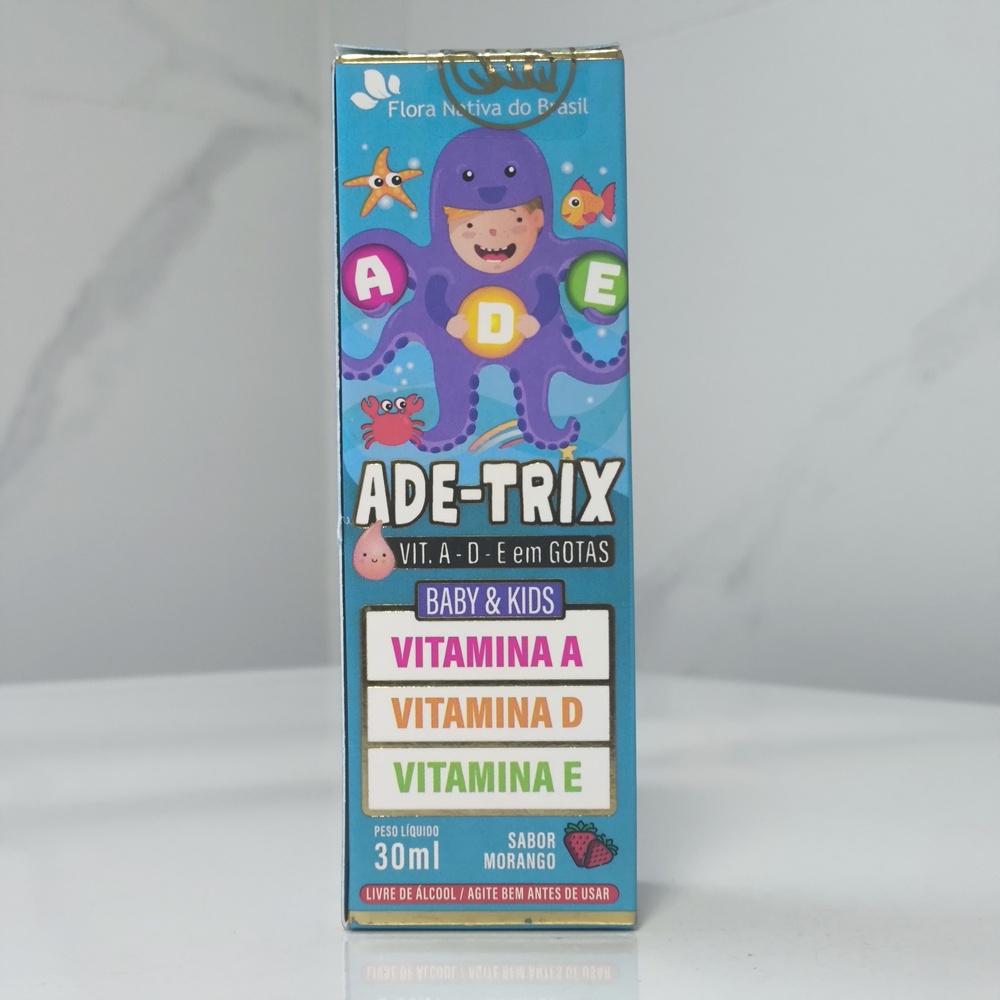 Flora Nativa do Brasil
A
D
E
ADE-TRIX
VIT. A - D - E em GOTAS
BABY & KIDS
VITAMINA A
VITAMINA D
VITAMINA E
PESO LÍQUIDO
30ml
SABOR
MORANGO
LIVRE DE ÁLCOOL / AGITE BEM ANTES DE USAR